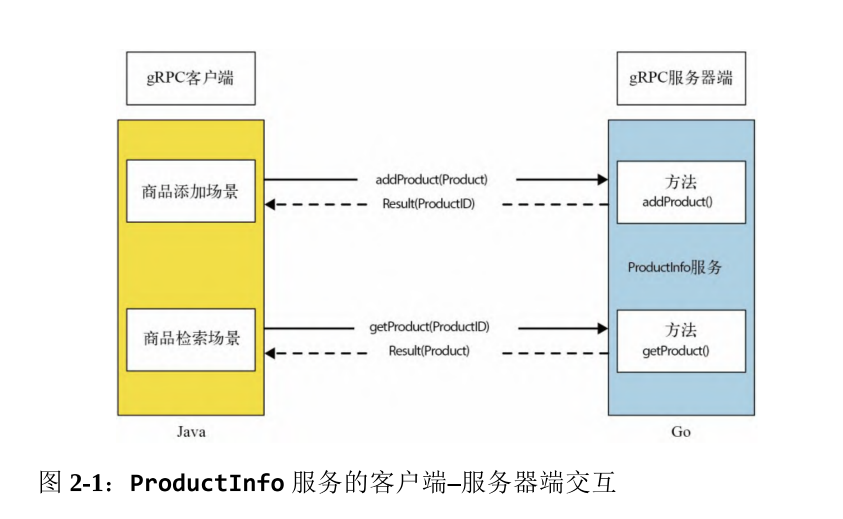 gRPC客户端
gRPC服务器端
商品添加场景
addProduct(Product)
Result(ProductID)
方法
addProduct()
ProductInfo服务
商品检索场景
getProduct(ProductID)
Result(Product)
方法
getProduct()
Java
Go
图 2-1：ProductInfo 服务的客户端–服务器端交互